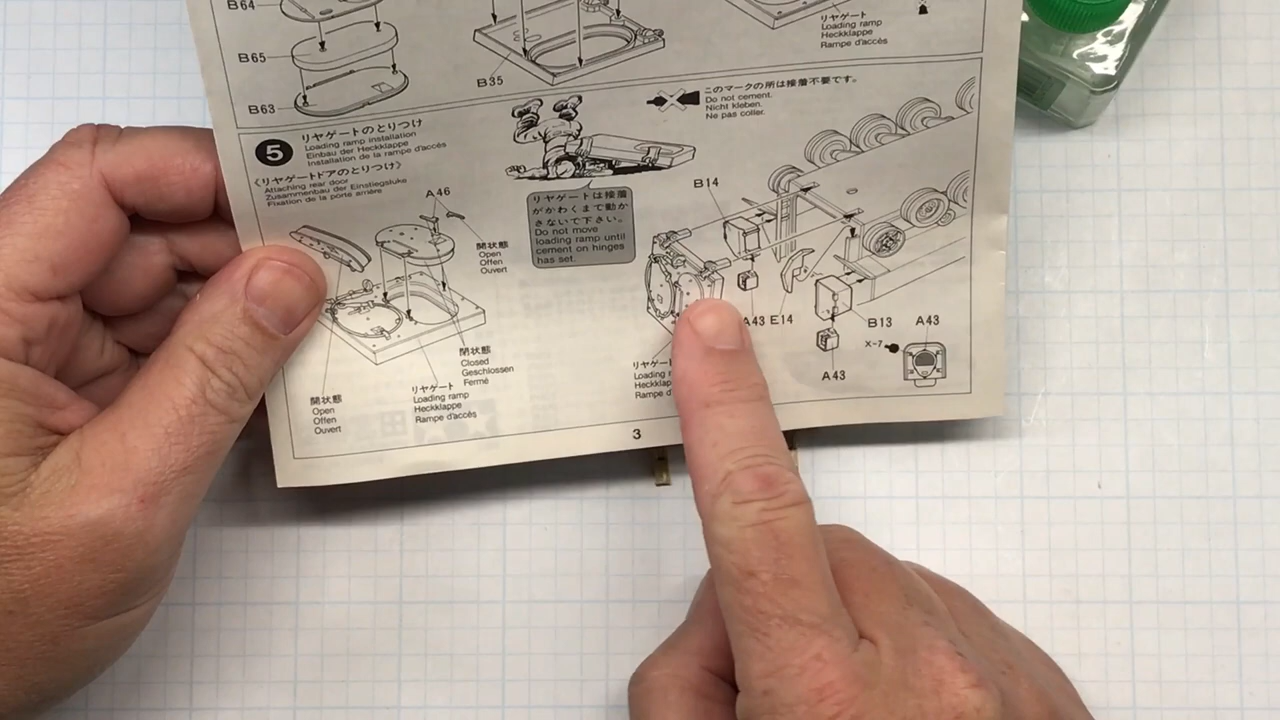 B64
B65
B63
B35
リヤゲート
Loading ramp
Heckklappe
Rampe d'accès
5
リヤゲートのとりつけ
Loading ramp installation
Einbau der Heckklappe
Installation de la rampe d'accès
〈リヤゲートドアのとりつけ〉
Attaching rear door
Zusammenbau der Einstiegsluke
Fixation de la porte arrière
A46
開状態
Open
Offen
Ouvert
閉状態
Closed
Geschlossen
Fermé
開状態
Open
Offen
Ouvert
リヤゲート
Loading ramp
Heckklappe
Rampe d'accès
リヤゲートは接着
がかわくまで動か
さないで下さい。
Do not move
loading ramp until
cement on hinges
has set.
このマークの所は接着不要です。
Do not cement.
Nicht kleben.
Ne pas coller.
B14
A43
E14
B13
A43
X-7
A43
リヤゲー
Loading
Heckklap
Rampe d
3